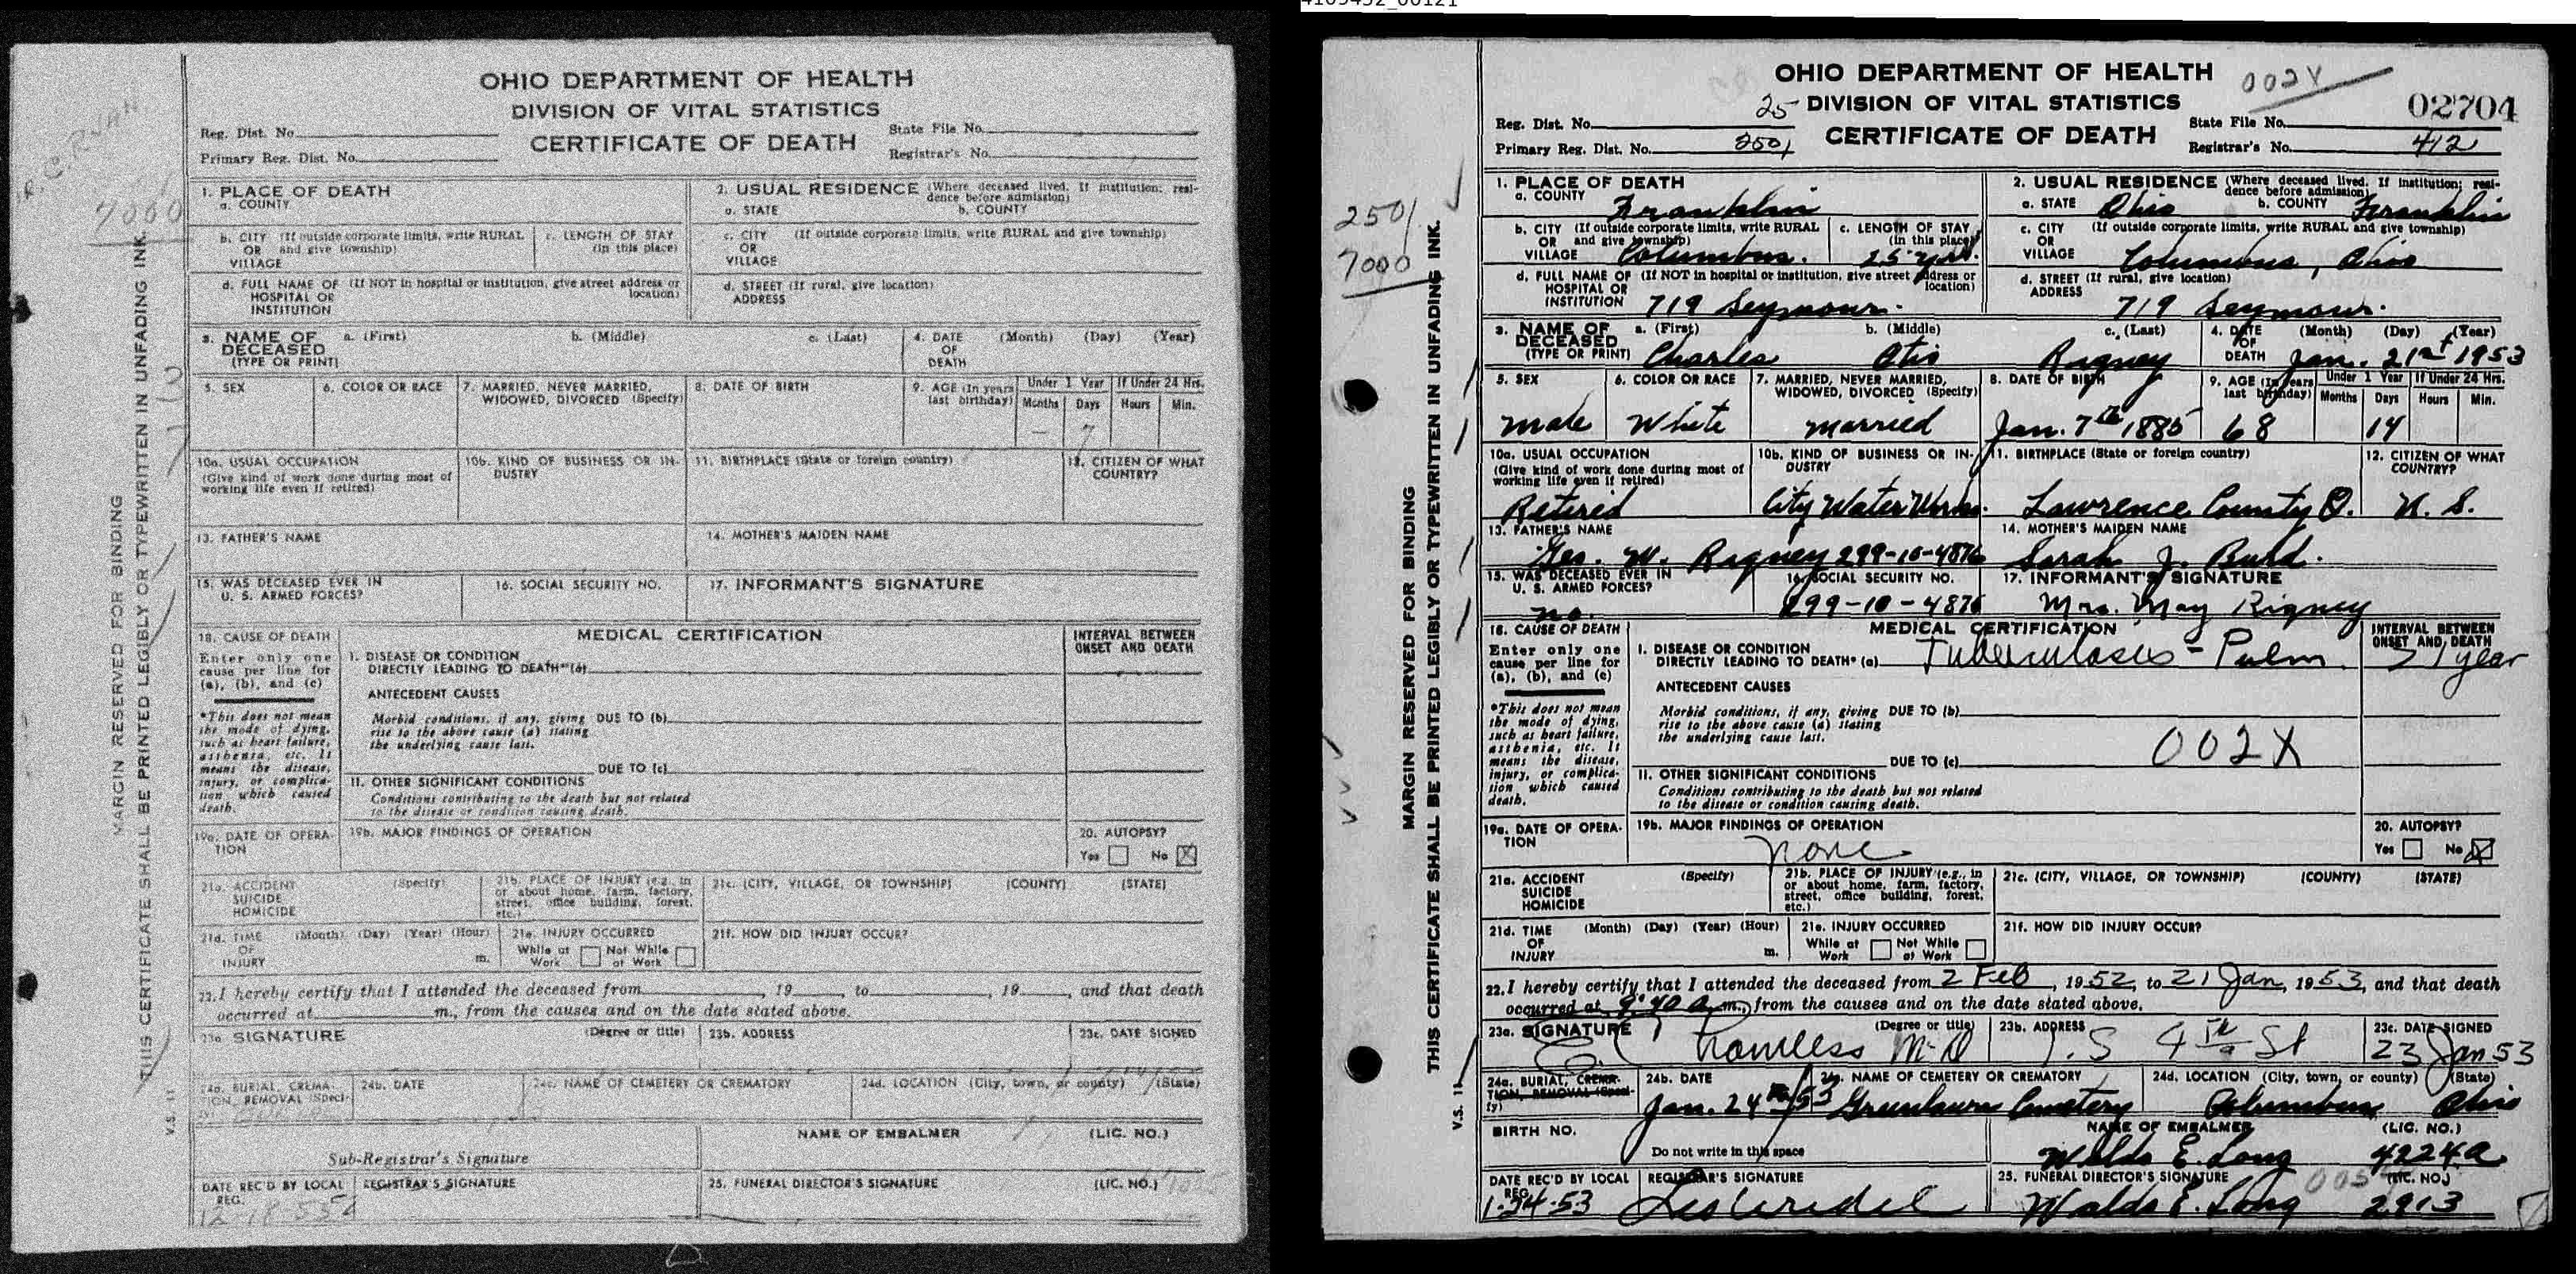 OHIO DEPARTMENT OF HEALTH
DIVISION OF VITAL STATISTICS
CERTIFICATE OF DEATH
Reg. Dist. No.
Primary Reg. Dist. No.
State File No.
Registrar's No.
7000
MARGIN RESERVED FOR BINDING
THIS CERTIFICATE SHALL BE PRINTED LEGIBLY OR TYPEWRITTEN IN UNFADING INK.
V.S. 11
1. PLACE OF DEATH
a. COUNTY
2. USUAL RESIDENCE (Where deceased lived. If institution; residence before admission)
a. STATE b. COUNTY
b. CITY (If outside corporate limits, write RURAL
OR and give township)
VILLAGE
c. LENGTH OF STAY
(in this place)
c. CITY (If outside corporate limits, write RURAL and give township)
OR
VILLAGE
d. FULL NAME OF (If NOT in hospital or institution, give street address or
HOSPITAL OR location)
INSTITUTION
d. STREET (If rural, give location)
ADDRESS
3. NAME OF a. (First) b. (Middle) c. (Last)
DECEASED
(TYPE OR PRINT)
4. DATE (Month) (Day) (Year)
OF
DEATH
5. SEX
6. COLOR OR RACE
7. MARRIED, NEVER MARRIED,
WIDOWED, DIVORCED (Specify)
8. DATE OF BIRTH
9. AGE (In years
last birthday)
Under 1 Year If Under 24 Hrs.
Months Days Hours Min.
— 7
10a. USUAL OCCUPATION
(Give kind of work done during most of
working life even if retired)
10b. KIND OF BUSINESS OR IN-
DUSTRY
11. BIRTHPLACE (State or foreign country)
12. CITIZEN OF WHAT
COUNTRY?
13. FATHER'S NAME
14. MOTHER'S MAIDEN NAME
15. WAS DECEASED EVER IN
U. S. ARMED FORCES?
16. SOCIAL SECURITY NO.
17. INFORMANT'S SIGNATURE
18. CAUSE OF DEATH
Enter only one
cause per line for
(a), (b), and (c)
*This does not mean
the mode of dying,
such as heart failure,
asthenia, etc. It
means the disease,
injury, or complica-
tion which caused
death.
MEDICAL CERTIFICATION
INTERVAL BETWEEN
ONSET AND DEATH
I. DISEASE OR CONDITION
DIRECTLY LEADING TO DEATH* (a)
ANTECEDENT CAUSES
Morbid conditions, if any, giving DUE TO (b)
rise to the above cause (a) stating
the underlying cause last.
DUE TO (c)
II. OTHER SIGNIFICANT CONDITIONS
Conditions contributing to the death but not related
to the disease or condition causing death.
19a. DATE OF OPERA-
TION
19b. MAJOR FINDINGS OF OPERATION
20. AUTOPSY?
Yes No X
21a. ACCIDENT (Specify)
SUICIDE
HOMICIDE
21b. PLACE OF INJURY (e.g., in
or about home, farm, factory,
street, office building, forest,
etc.)
21c. (CITY, VILLAGE, OR TOWNSHIP) (COUNTY) (STATE)
21d. TIME (Month) (Day) (Year) (Hour)
OF
INJURY m.
21e. INJURY OCCURRED
While at Not While
Work at Work
21f. HOW DID INJURY OCCUR?
22. I hereby certify that I attended the deceased from , 19 , to , 19 , and that death
occurred at m., from the causes and on the date stated above.
23a. SIGNATURE (Degree or title)
23b. ADDRESS
23c. DATE SIGNED
24a. BURIAL, CREMA-
TION, REMOVAL (Speci-
24b. DATE
24c. NAME OF CEMETERY OR CREMATORY
24d. LOCATION (City, town, or county) (State)
NAME OF EMBALMER (LIC. NO.)
Sub-Registrar's Signature
DATE REC'D BY LOCAL
REG.
REGISTRAR'S SIGNATURE
25. FUNERAL DIRECTOR'S SIGNATURE (LIC. NO.)
OHIO DEPARTMENT OF HEALTH
DIVISION OF VITAL STATISTICS
CERTIFICATE OF DEATH
002X
02704
Reg. Dist. No. 25
Primary Reg. Dist. No. 2501
State File No.
Registrar's No. 412
2501
7000
MARGIN RESERVED FOR BINDING
THIS CERTIFICATE SHALL BE PRINTED LEGIBLY OR TYPEWRITTEN IN UNFADING INK.
V.S. 11
1. PLACE OF DEATH
a. COUNTY Franklin
2. USUAL RESIDENCE (Where deceased lived. If institution; residence before admission)
a. STATE Ohio b. COUNTY Franklin
b. CITY (If outside corporate limits, write RURAL
OR and give township)
VILLAGE Columbus.
c. LENGTH OF STAY
(in this place)
25 yrs.
c. CITY (If outside corporate limits, write RURAL and give township)
OR
VILLAGE Columbus, Ohio
d. FULL NAME OF (If NOT in hospital or institution, give street address or
HOSPITAL OR location)
INSTITUTION 719 Seymour.
d. STREET (If rural, give location)
ADDRESS
719 Seymour.
3. NAME OF a. (First) b. (Middle) c. (Last)
DECEASED
(TYPE OR PRINT) Charles Otis Rigney
4. DATE (Month) (Day) (Year)
OF
DEATH Jan. 21st 1953
5. SEX
male
6. COLOR OR RACE
White
7. MARRIED, NEVER MARRIED,
WIDOWED, DIVORCED (Specify)
married
8. DATE OF BIRTH
Jan. 7th 1885
9. AGE (In years
last birthday)
68
Under 1 Year If Under 24 Hrs.
Months Days Hours Min.
14
10a. USUAL OCCUPATION
(Give kind of work done during most of
working life even if retired)
Retired
10b. KIND OF BUSINESS OR IN-
DUSTRY
City Water Works.
11. BIRTHPLACE (State or foreign country)
Lawrence County O.
12. CITIZEN OF WHAT
COUNTRY?
U. S.
13. FATHER'S NAME
Geo. W. Rigney 299-10-4876
14. MOTHER'S MAIDEN NAME
Sarah J. Burd.
15. WAS DECEASED EVER IN
U. S. ARMED FORCES?
no.
16. SOCIAL SECURITY NO.
299-10-4876
17. INFORMANT'S SIGNATURE
Mrs. May Rigney
18. CAUSE OF DEATH
Enter only one
cause per line for
(a), (b), and (c)
*This does not mean
the mode of dying,
such as heart failure,
asthenia, etc. It
means the disease,
injury, or complica-
tion which caused
death.
MEDICAL CERTIFICATION
INTERVAL BETWEEN
ONSET AND DEATH
I. DISEASE OR CONDITION
DIRECTLY LEADING TO DEATH* (a) Tuberculosis - Pulm. > 1 year
ANTECEDENT CAUSES
Morbid conditions, if any, giving DUE TO (b)
rise to the above cause (a) stating
the underlying cause last.
002X
DUE TO (c)
II. OTHER SIGNIFICANT CONDITIONS
Conditions contributing to the death but not related
to the disease or condition causing death.
19a. DATE OF OPERA-
TION
19b. MAJOR FINDINGS OF OPERATION
None
20. AUTOPSY?
Yes No X
21a. ACCIDENT (Specify)
SUICIDE
HOMICIDE
21b. PLACE OF INJURY (e.g., in
or about home, farm, factory,
street, office building, forest,
etc.)
21c. (CITY, VILLAGE, OR TOWNSHIP) (COUNTY) (STATE)
21d. TIME (Month) (Day) (Year) (Hour)
OF
INJURY m.
21e. INJURY OCCURRED
While at Not While
Work at Work
21f. HOW DID INJURY OCCUR?
22. I hereby certify that I attended the deceased from 2 Feb, 1952, to 21 Jan, 1953, and that death
occurred at 9:40 a. m., from the causes and on the date stated above.
23a. SIGNATURE (Degree or title)
M.D
23b. ADDRESS
S 4th St
23c. DATE SIGNED
23 Jan 53
24a. BURIAL, CREMA-
TION, REMOVAL (Speci-
fy)
24b. DATE
Jan. 24th/53
24c. NAME OF CEMETERY OR CREMATORY
Greenlawn Cemetery
24d. LOCATION (City, town, or county) (State)
Columbus Ohio
BIRTH NO.
Do not write in this space
NAME OF EMBALMER (LIC. NO.)
Waldo E. Long 4224A
DATE REC'D BY LOCAL
REG.
1-24-53
REGISTRAR'S SIGNATURE
25. FUNERAL DIRECTOR'S SIGNATURE (LIC. NO.)
Waldo E. Long 2913